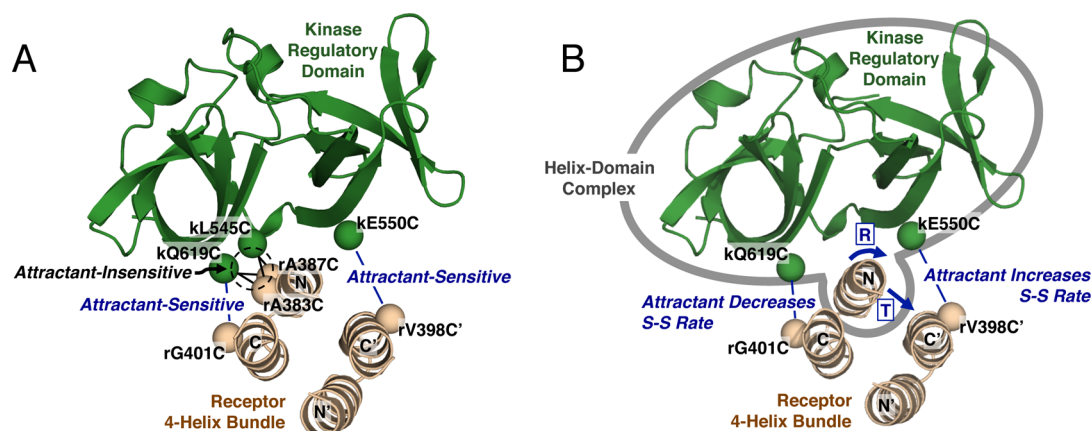 A
Kinase
Regulatory
Domain
kL545C
kQ619C
Attractant-Insensitive
rA387C
N
Attractant-Sensitive
rA383C
rG401C
C
kE550C
Attractant-Sensitive
rV398C'
C'
N'
Receptor
4-Helix Bundle
B
Kinase
Regulatory
Domain
Helix-Domain
Complex
kE550C
kQ619C
R
N
T
Attractant Decreases
S-S Rate
Attractant Increases
S-S Rate
rG401C
C
rV398C'
C'
N'
Receptor
4-Helix Bundle